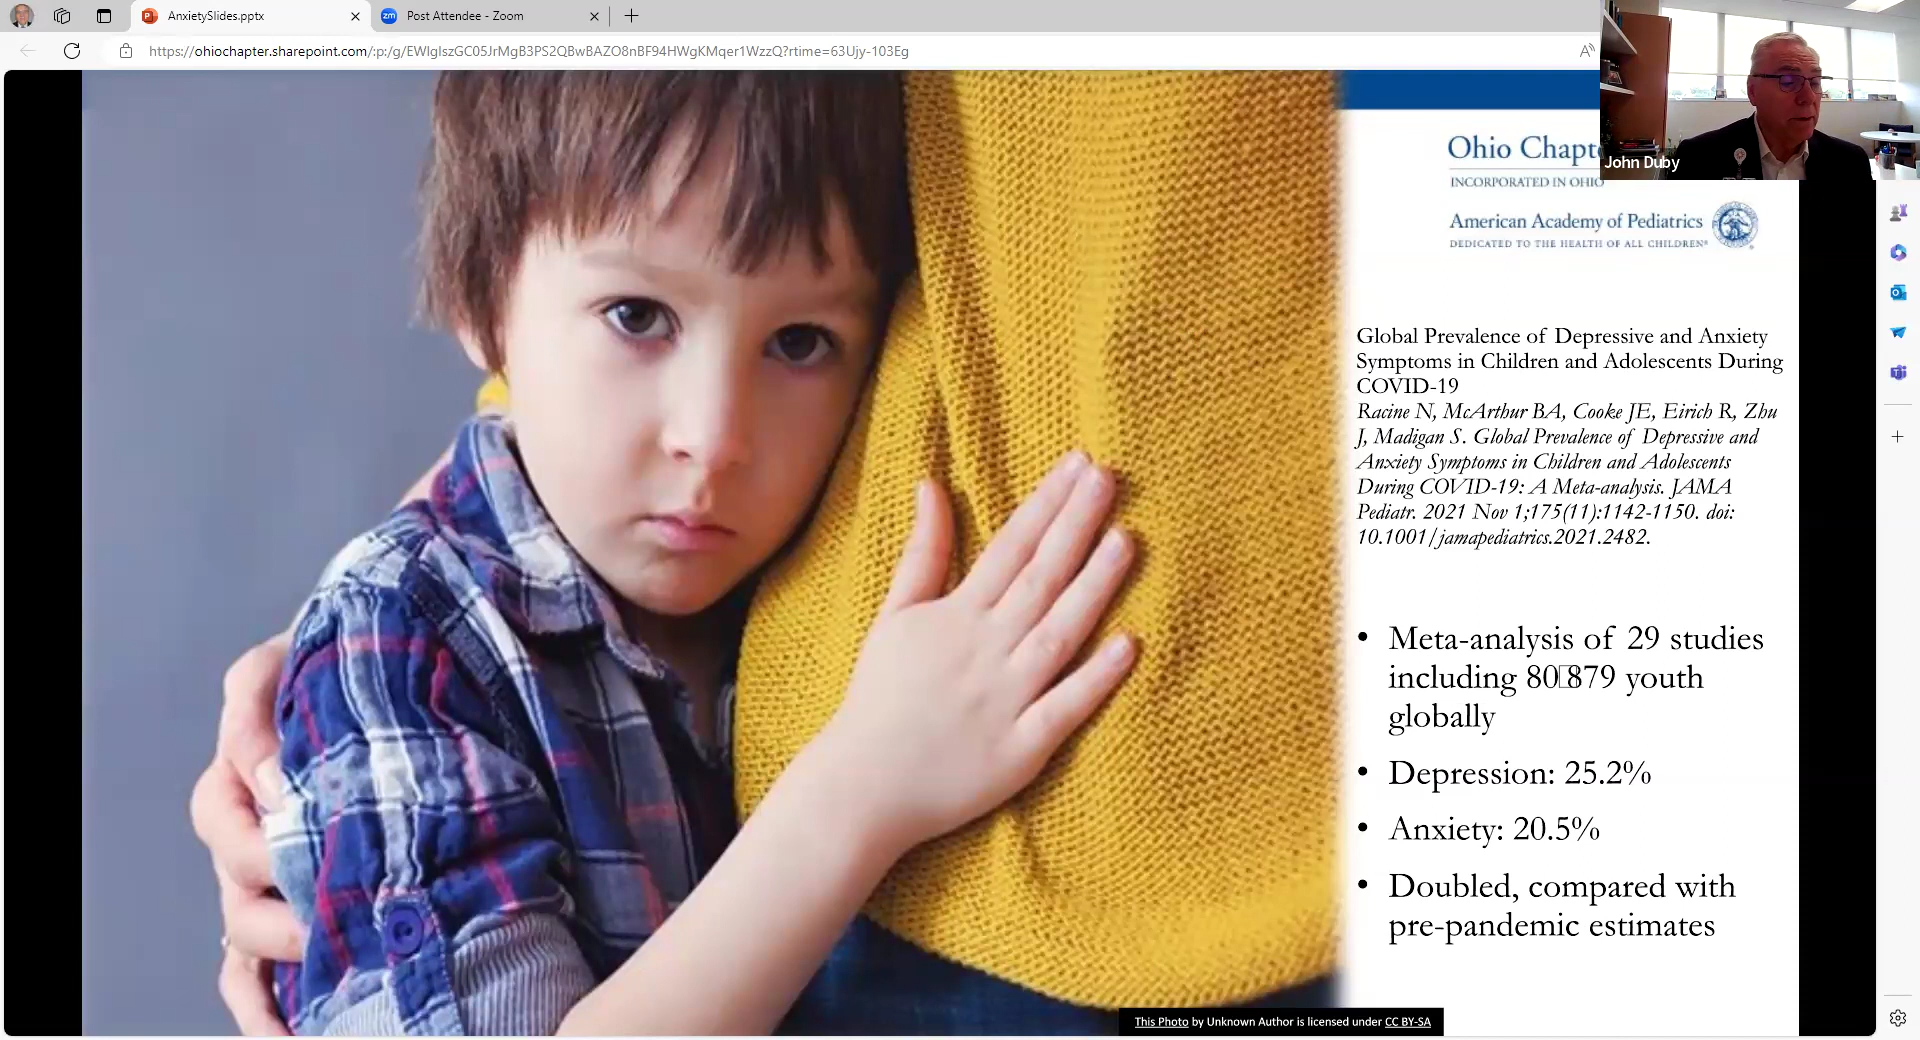 AnxietySlides.pptx
Post Attendee - Zoom
https://ohiochapter.sharepoint.com/:p:/g/EWIgIszGC05JrMgB3PS2QBwBAZO8nBF94HWgKMqer1WzzQ?rtime=63Ujy-103Eg
John Duby
Ohio Chapt
INCORPORATED IN OHIO
American Academy of Pediatrics
DEDICATED TO THE HEALTH OF ALL CHILDREN®
Global Prevalence of Depressive and Anxiety
Symptoms in Children and Adolescents During
COVID-19
Racine N, McArthur BA, Cooke JE, Eirich R, Zhu
J, Madigan S. Global Prevalence of Depressive and
Anxiety Symptoms in Children and Adolescents
During COVID-19: A Meta-analysis. JAMA
Pediatr. 2021 Nov 1;175(11):1142-1150. doi:
10.1001/jamapediatrics.2021.2482.
• Meta-analysis of 29 studies
including 80□879 youth
globally
• Depression: 25.2%
• Anxiety: 20.5%
• Doubled, compared with
pre-pandemic estimates
This Photo by Unknown Author is licensed under CC BY-SA